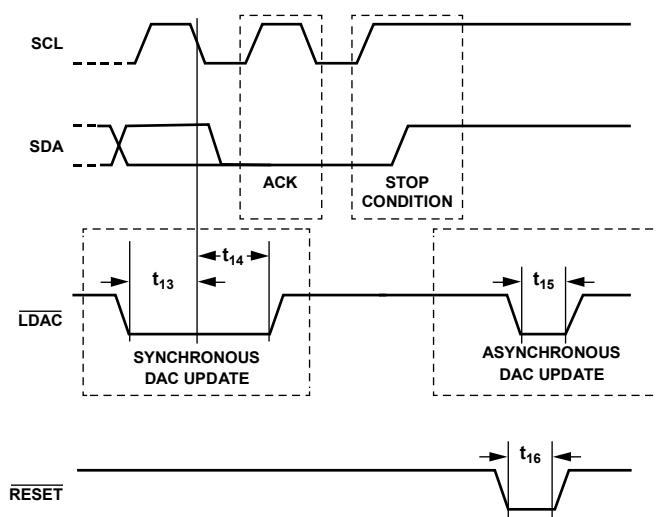 SCL
SDA
ACK
STOP
CONDITION
t13
t14
t15
LDAC
SYNCHRONOUS
DAC UPDATE
ASYNCHRONOUS
DAC UPDATE
t16
RESET